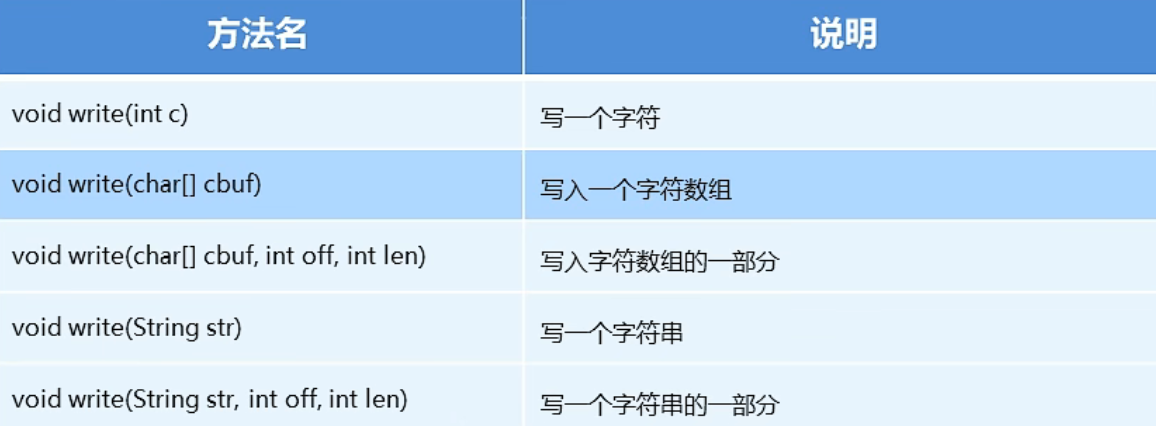 方法名 说明
void write(int c) 写一个字符
void write(char[] cbuf) 写入一个字符数组
void write(char[] cbuf, int off, int len) 写入字符数组的一部分
void write(String str) 写一个字符串
void write(String str, int off, int len) 写一个字符串的一部分